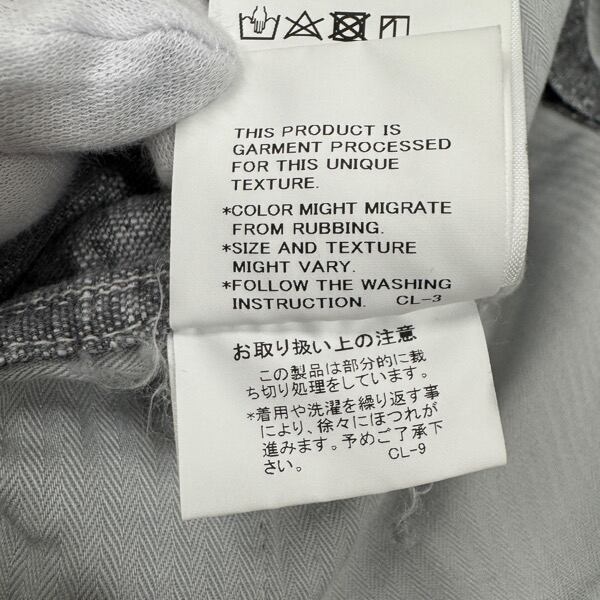 THIS PRODUCT IS
GARMENT PROCESSED
FOR THIS UNIQUE
TEXTURE.
*COLOR MIGHT MIGRATE
FROM RUBBING.
*SIZE AND TEXTURE
MIGHT VARY.
*FOLLOW THE WASHING
INSTRUCTION. CL-3
お取り扱い上の注意
この製品は部分的に裁
ち切り処理をしています。
*着用や洗濯を繰り返す事
により、徐々にほつれが
進みます。予めご了承下
さい。 CL-9